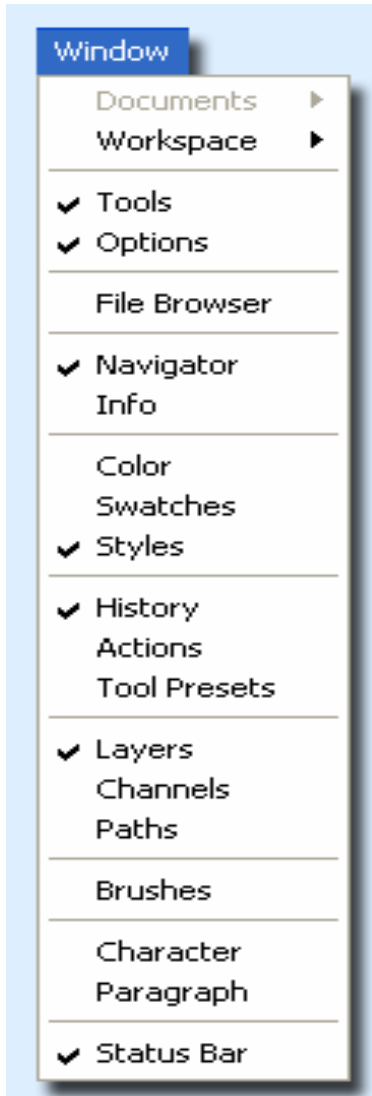 Window
Documents
Workspace
Tools
Options
File Browser
Navigator
Info
Color
Swatches
Styles
History
Actions
Tool Presets
Layers
Channels
Paths
Brushes
Character
Paragraph
Status Bar